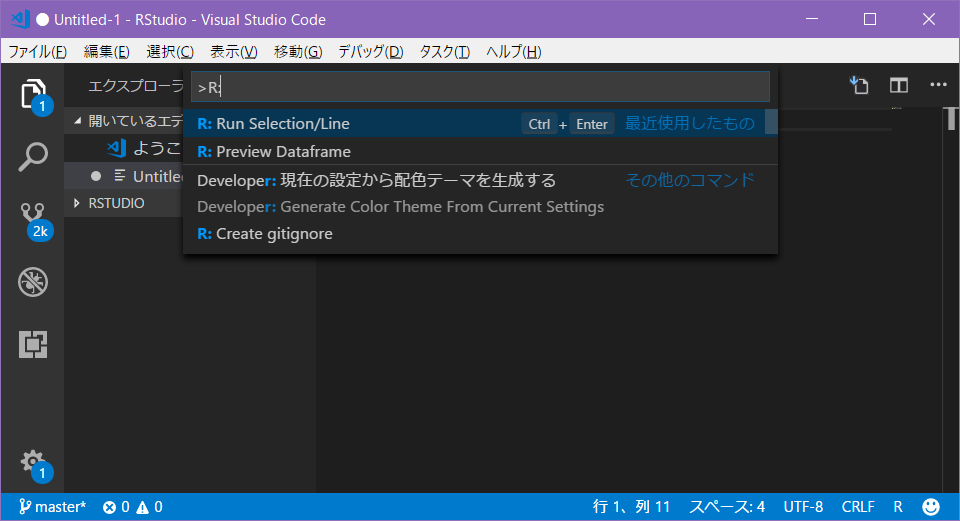 Untitled-1 - RStudio - Visual Studio Code
ファイル(F) 編集(E) 選択(C) 表示(V) 移動(G) デバッグ(D) タスク(T) ヘルプ(H)
エクスプローラ
>R:
開いているエデ
R: Run Selection/Line Ctrl + Enter 最近使用したもの
ようこ
R: Preview Dataframe
Untitle
Developer: 現在の設定から配色テーマを生成する その他のコマンド
RSTUDIO
Developer: Generate Color Theme From Current Settings
R: Create gitignore
1
2k
1
master* 0 0 行 1、列 11 スペース: 4 UTF-8 CRLF R